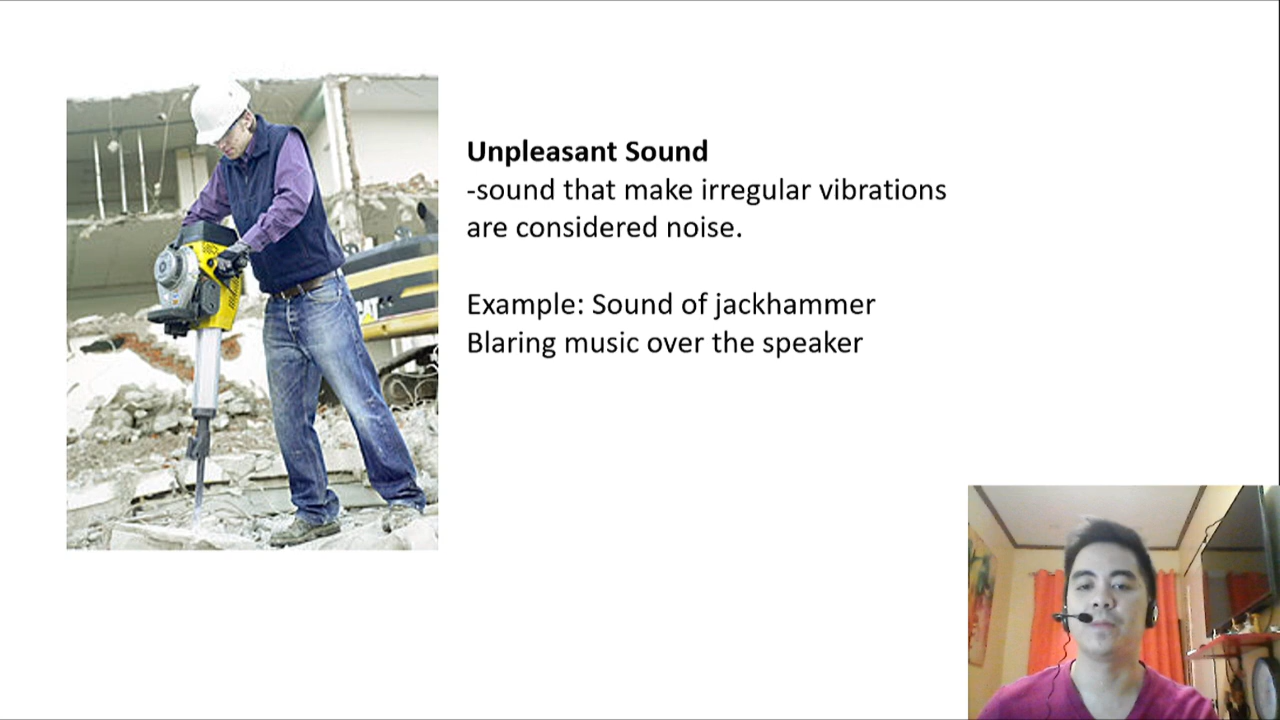 Unpleasant Sound
-sound that make irregular vibrations
are considered noise.
Example: Sound of jackhammer
Blaring music over the speaker